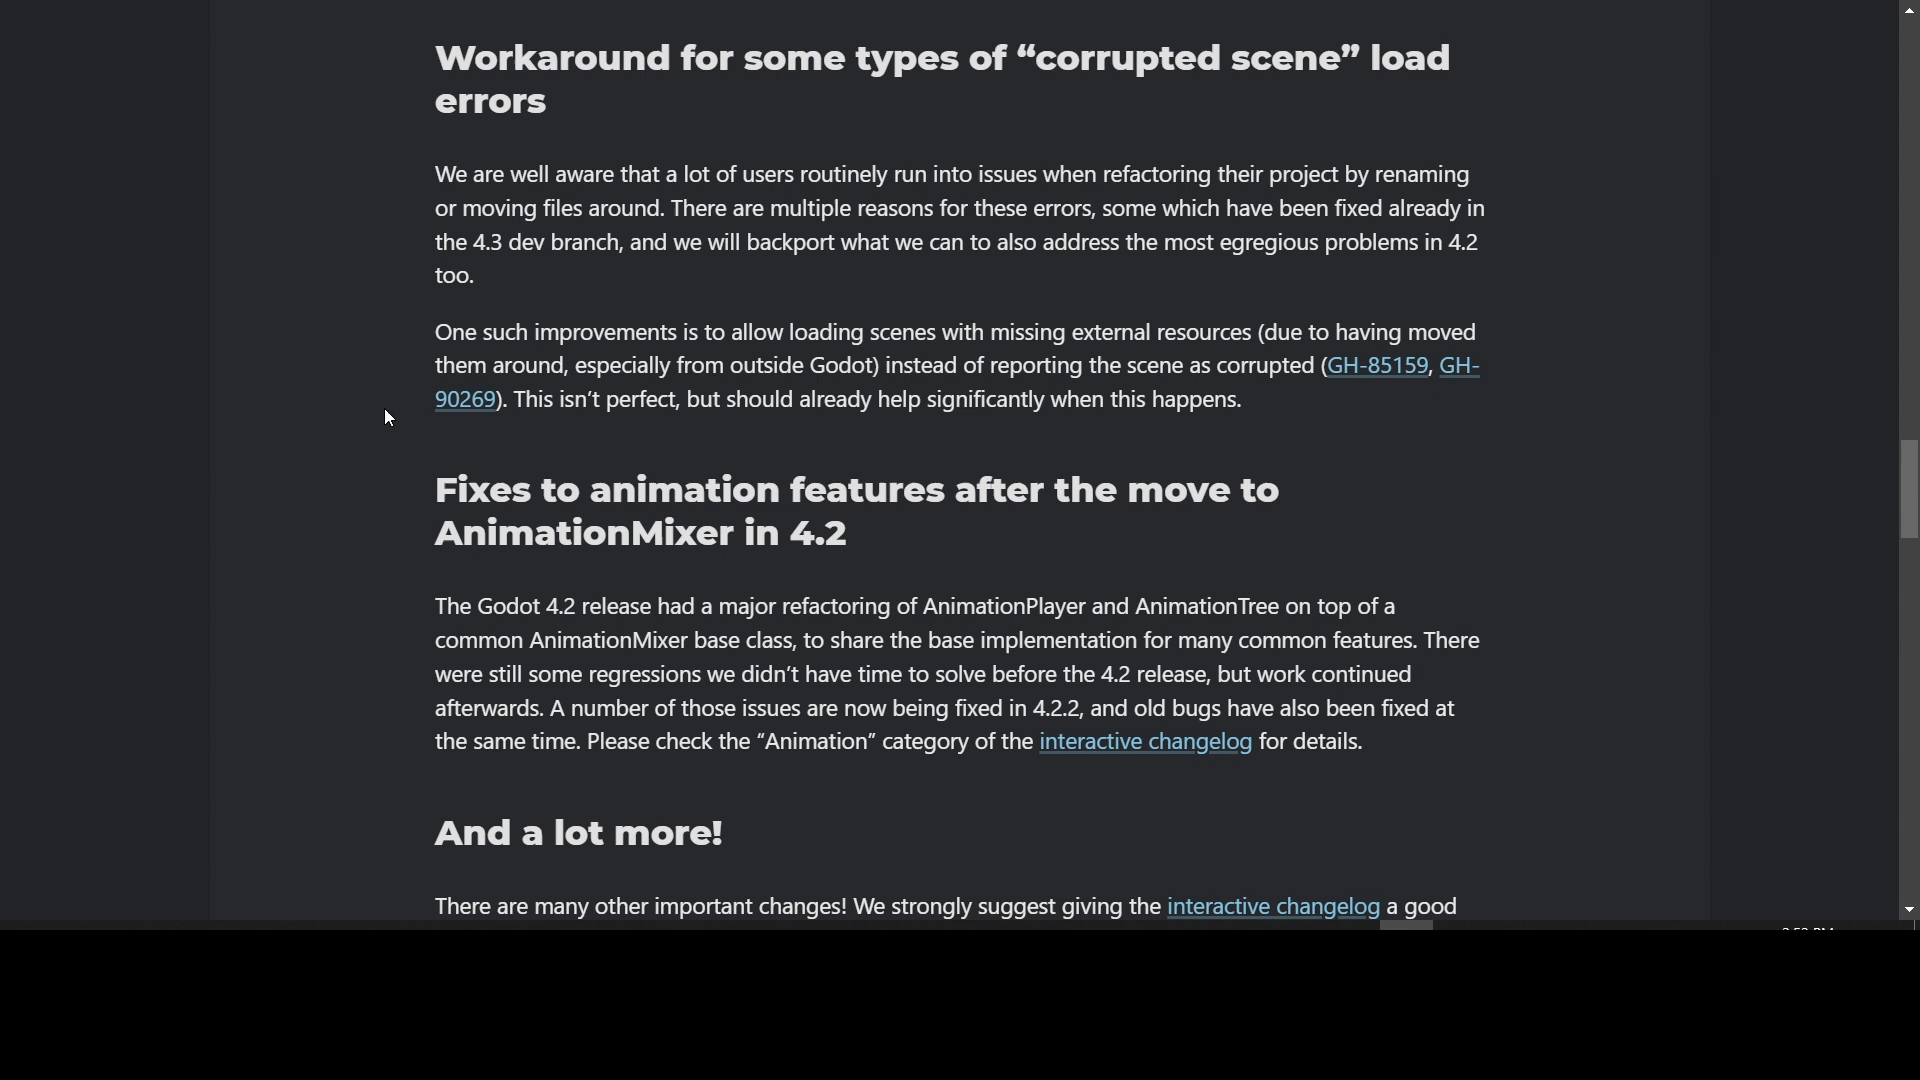 Workaround for some types of “corrupted scene” load
errors
We are well aware that a lot of users routinely run into issues when refactoring their project by renaming
or moving files around. There are multiple reasons for these errors, some which have been fixed already in
the 4.3 dev branch, and we will backport what we can to also address the most egregious problems in 4.2
too.
One such improvements is to allow loading scenes with missing external resources (due to having moved
them around, especially from outside Godot) instead of reporting the scene as corrupted (GH-85159, GH-
90269). This isn’t perfect, but should already help significantly when this happens.
Fixes to animation features after the move to
AnimationMixer in 4.2
The Godot 4.2 release had a major refactoring of AnimationPlayer and AnimationTree on top of a
common AnimationMixer base class, to share the base implementation for many common features. There
were still some regressions we didn’t have time to solve before the 4.2 release, but work continued
afterwards. A number of those issues are now being fixed in 4.2.2, and old bugs have also been fixed at
the same time. Please check the “Animation” category of the interactive changelog for details.
And a lot more!
There are many other important changes! We strongly suggest giving the interactive changelog a good